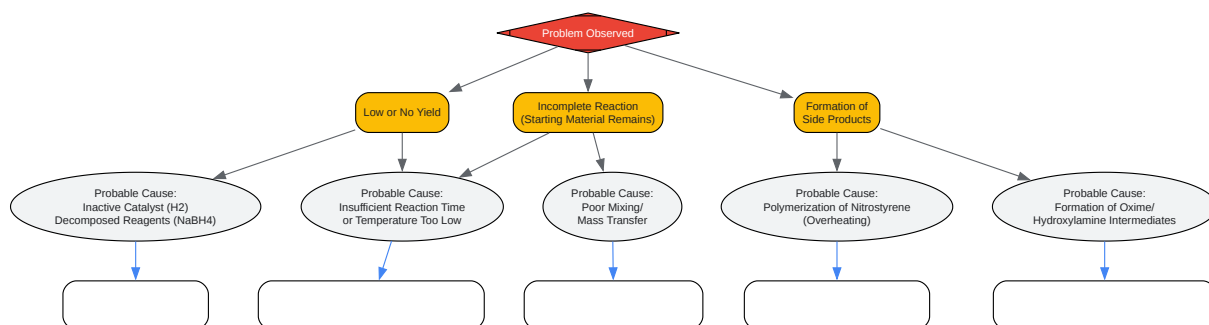 Problem Observed
Low or No Yield
Incomplete Reaction
(Starting Material Remains)
Formation of
Side Products
Probable Cause:
Inactive Catalyst (H2)
Decomposed Reagents (NaBH4)
Probable Cause:
Insufficient Reaction Time
or Temperature Too Low
Probable Cause:
Poor Mixing/
Mass Transfer
Probable Cause:
Polymerization of Nitrostyrene
(Overheating)
Probable Cause:
Formation of Oxime/
Hydroxylamine Intermediates